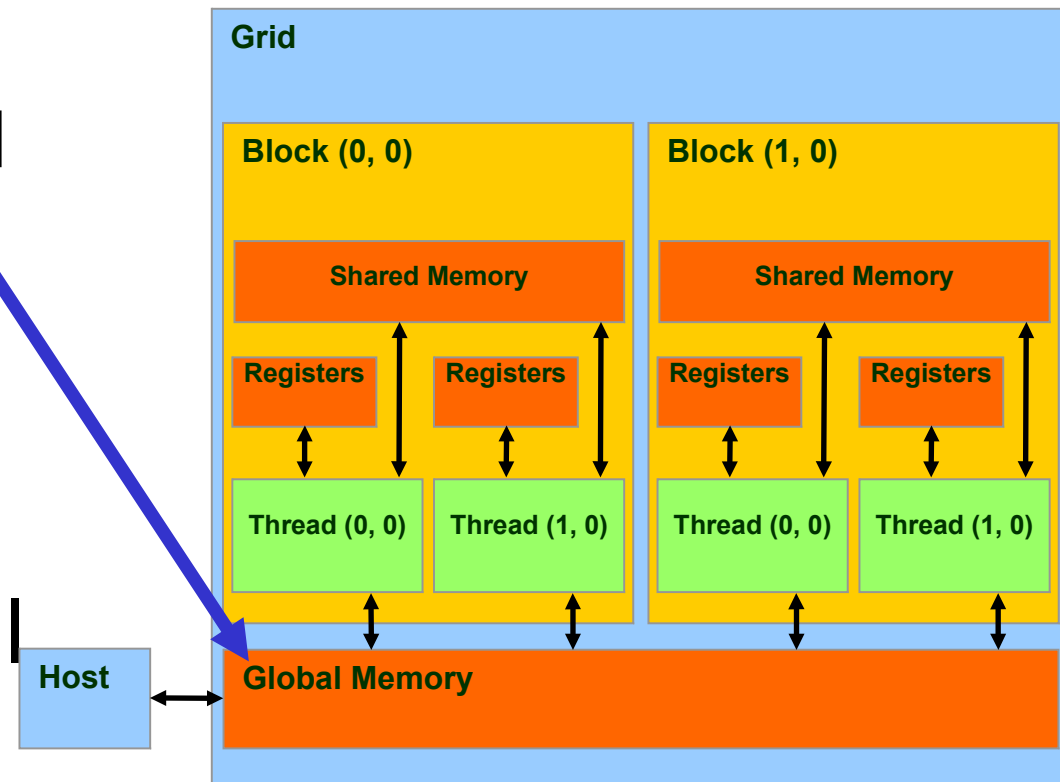 Grid
Block (0, 0)
Block (1, 0)
Shared Memory
Shared Memory
Registers
Registers
Registers
Registers
Thread (0, 0)
Thread (1, 0)
Thread (0, 0)
Thread (1, 0)
Host
Global Memory